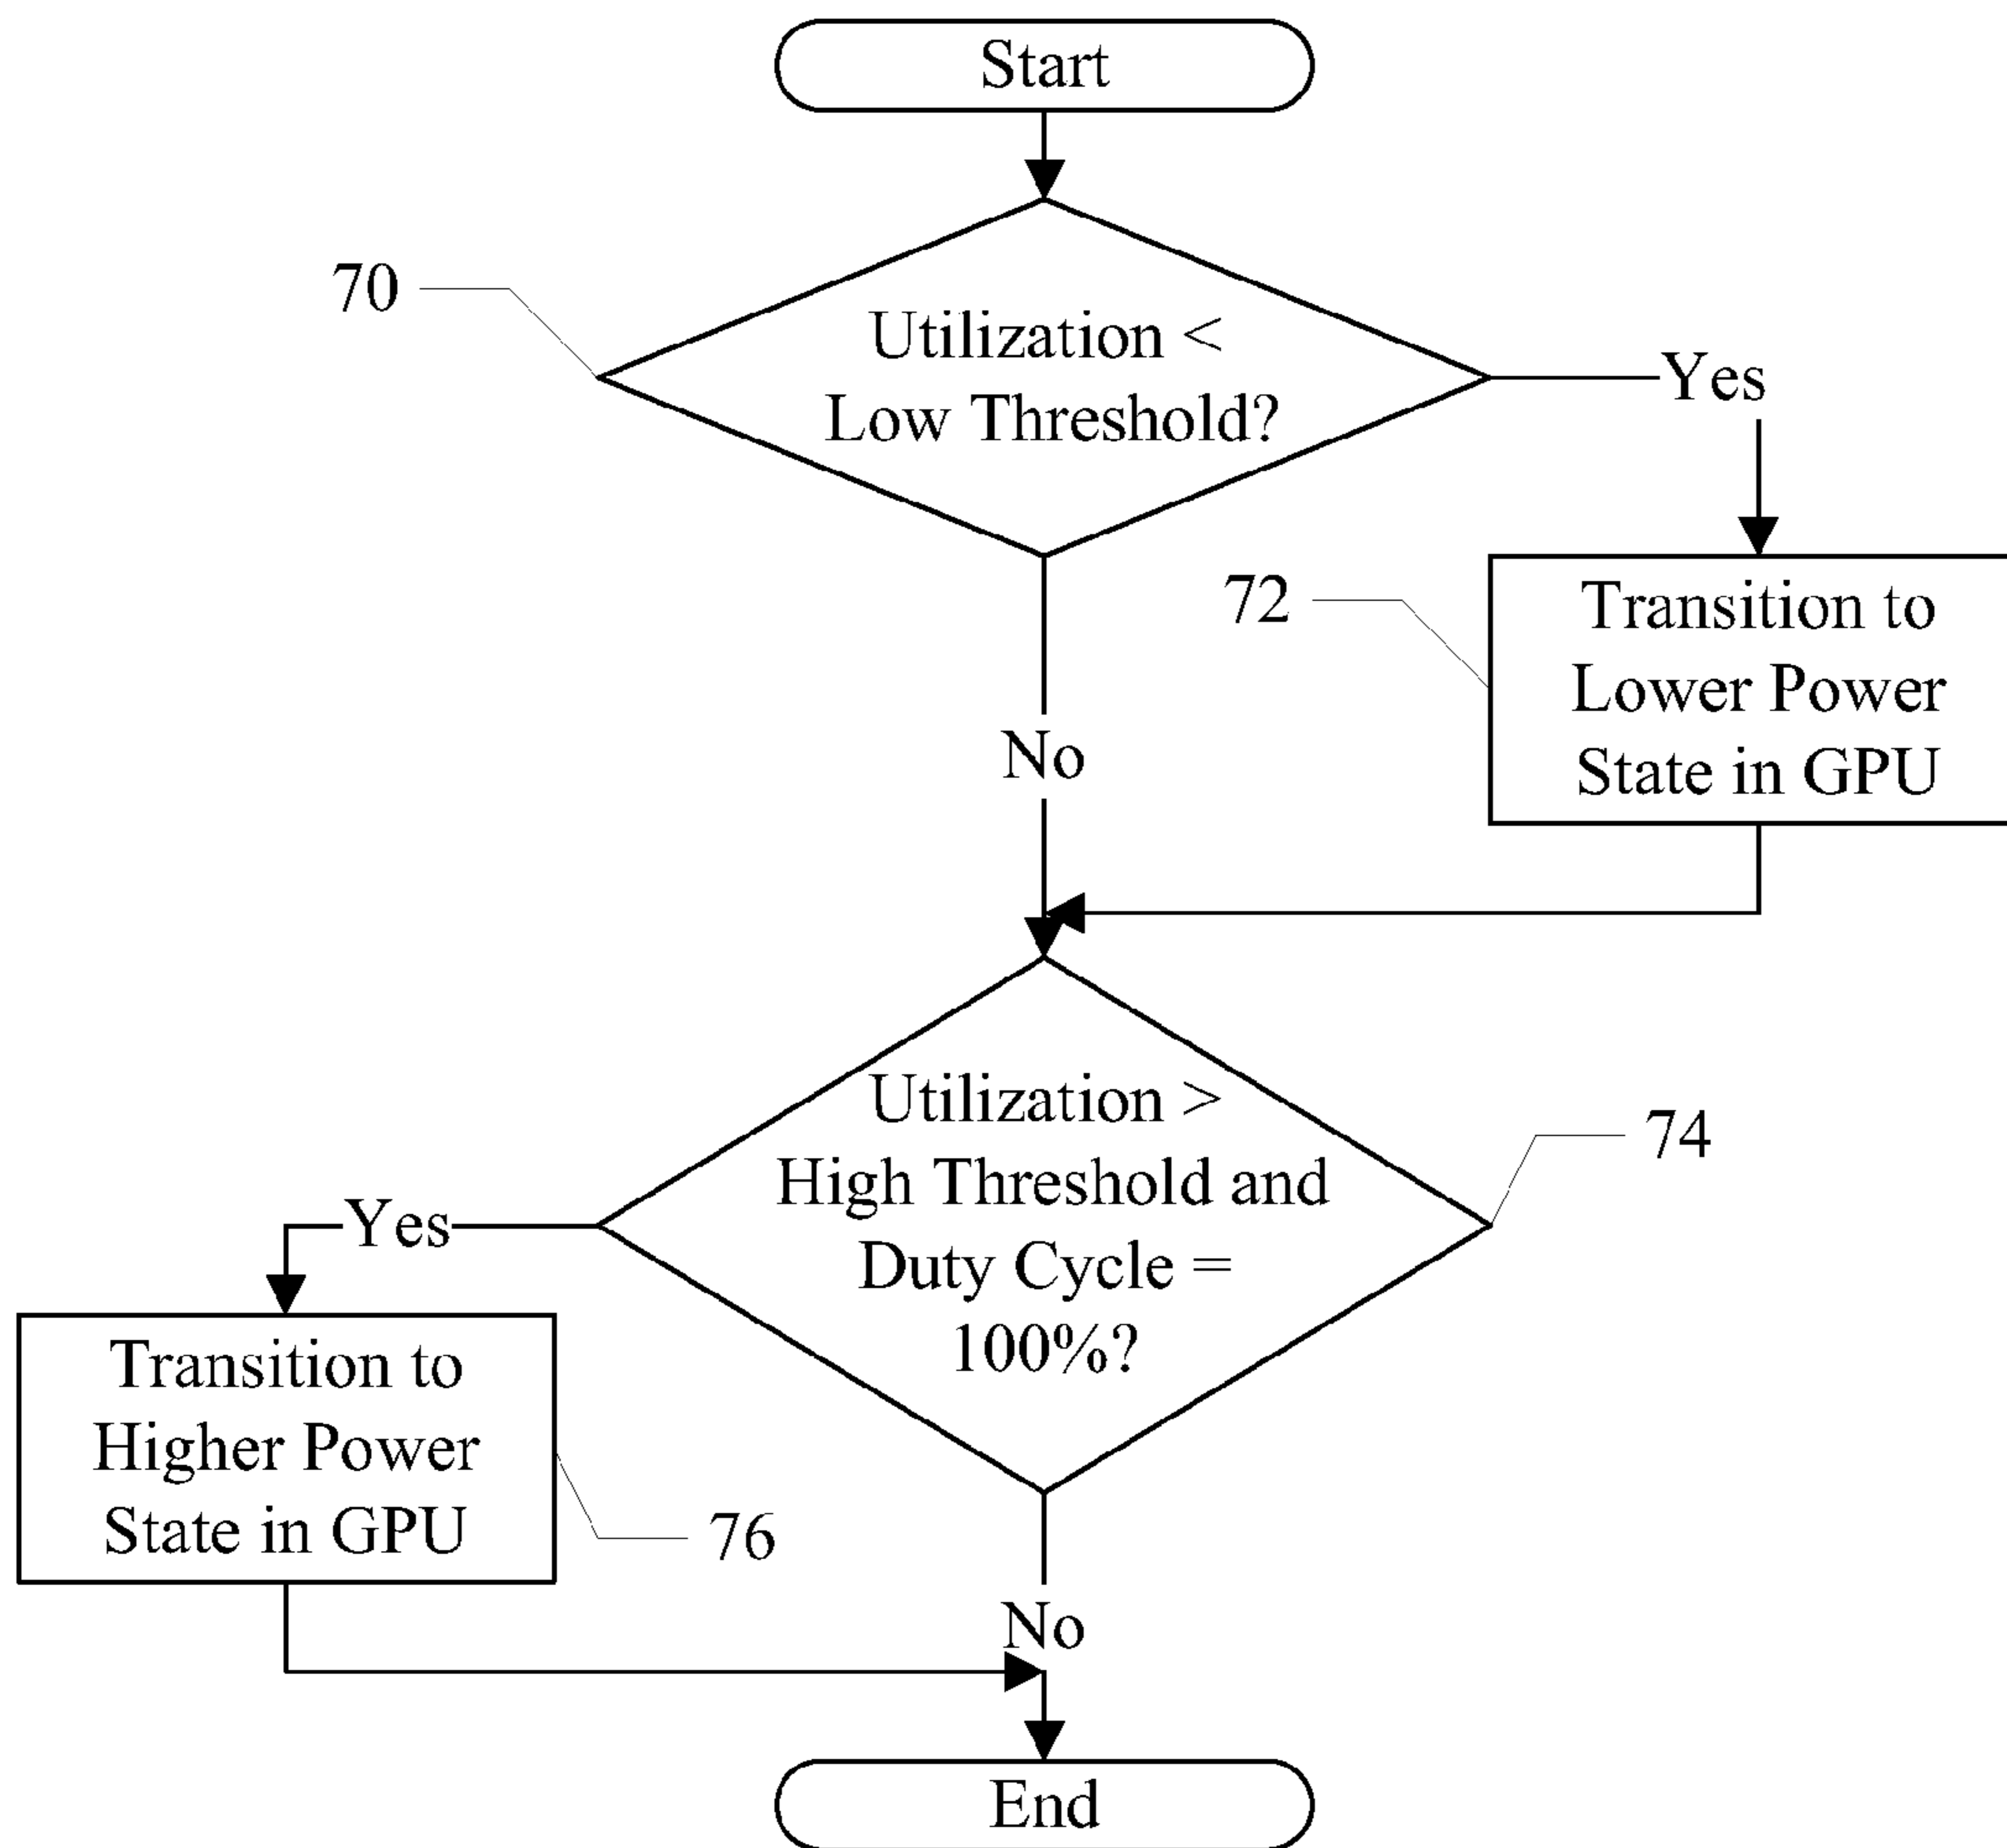 Start
70
Utilization <
Low Threshold?
Yes
72
Transition to
Lower Power
State in GPU
No
Utilization >
High Threshold and
Duty Cycle =
100%?
74
Yes
Transition to
Higher Power
State in GPU
76
No
End